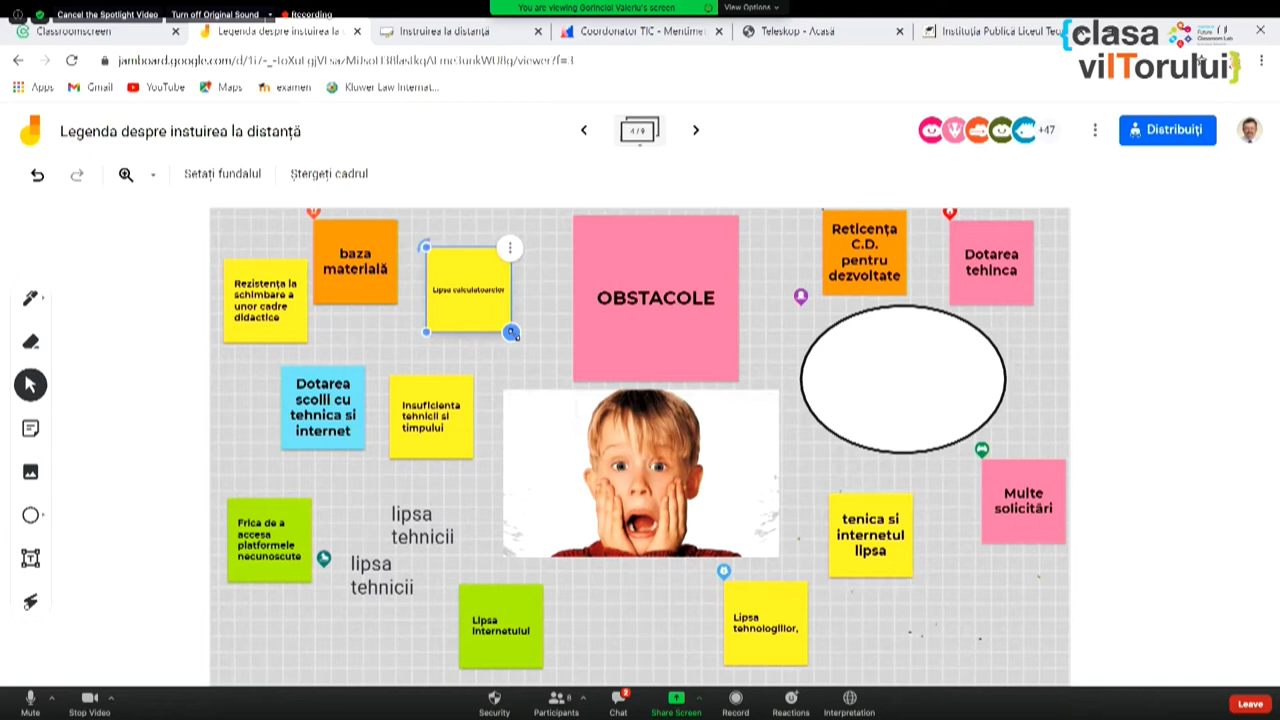 Cancel the Spotlight Video
Turn off Original Sound
Recording
You are viewing Gorincioi Valeriu's screen
View Options
Classroomscreen
Legenda despre instuirea la
Instruirea la distanță
Coordonator TIC - Mentime
Teleskop - Acasă
Instituția Publică Liceul Teo
{clasa
viITorului}
Apps
Gmail
YouTube
Maps
examen
Kluwer Law Internat...
Legenda despre instuirea la distanță
4 / 9
+47
Distribuiți
Setați fundalul
Ștergeți cadrul
baza
materială
Rezistența la
schimbare a
unor cadre
didactice
Lipsa calculatoarelor
OBSTACOLE
Reticența
C.D.
pentru
dezvoltate
Dotarea
tehinca
Dotarea
scolii cu
tehnica si
internet
Insuficienta
tehnicii si
timpului
Frica de a
accesa
platformele
necunoscute
lipsa
tehnicii
lipsa
tehnicii
Lipsa
internetului
Lipsa
tehnologiilor,
tenica si
internetul
lipsa
Multe
solicitări
Mute
Stop Video
Security
Participants
8
Chat
2
Share Screen
Record
Reactions
Interpretation
Leave